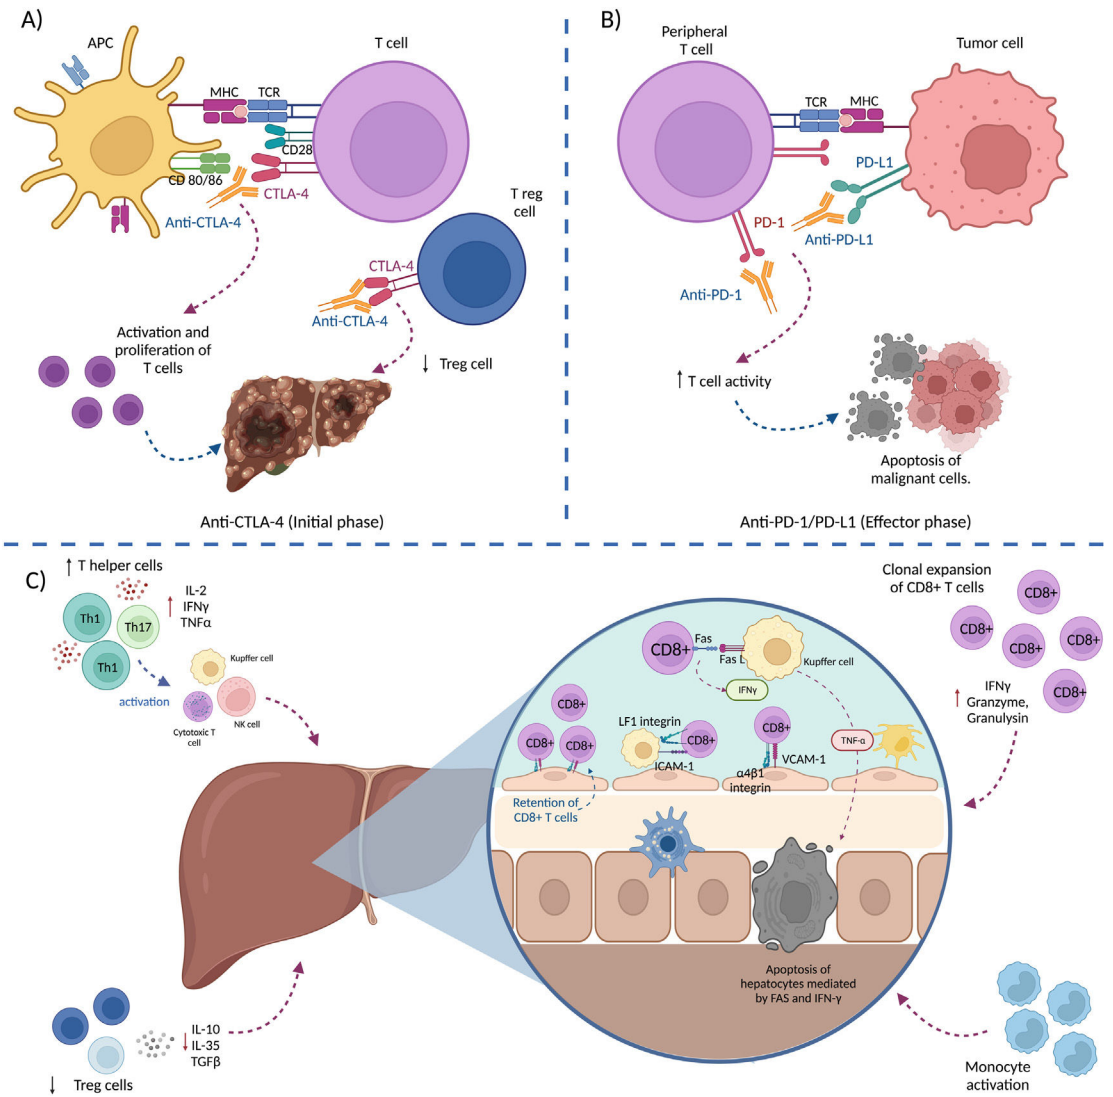 A)
APC
T cell
MHC
TCR
CD28
CD 80/86
CTLA-4
Anti-CTLA-4
T reg
cell
CTLA-4
Anti-CTLA-4
Activation and
proliferation of
T cells
↓ Treg cell
Anti-CTLA-4 (Initial phase)
B)
Peripheral
T cell
Tumor cell
TCR
MHC
PD-L1
PD-1
Anti-PD-L1
Anti-PD-1
↑ T cell activity
Apoptosis of
malignant cells.
Anti-PD-1/PD-L1 (Effector phase)
C)
↑ T helper cells
Th1
Th17
Th1
↑ IL-2
IFNγ
TNFα
activation
Kupffer cell
NK cell
Cytotoxic T
cell
Clonal expansion
of CD8+ T cells
CD8+
CD8+
CD8+
CD8+
CD8+
↑ IFNγ
Granzyme,
Granulysin
CD8+
Fas
Fas L
Kupffer cell
IFNγ
CD8+
CD8+
CD8+
LF1 integrin
CD8+
ICAM-1
CD8+
VCAM-1
α4β1
integrin
TNF-α
Retention of
CD8+ T cells
Apoptosis of
hepatocytes mediated
by FAS and IFN-γ
IL-10
↓ IL-35
TGFβ
↓ Treg cells
Monocyte
activation